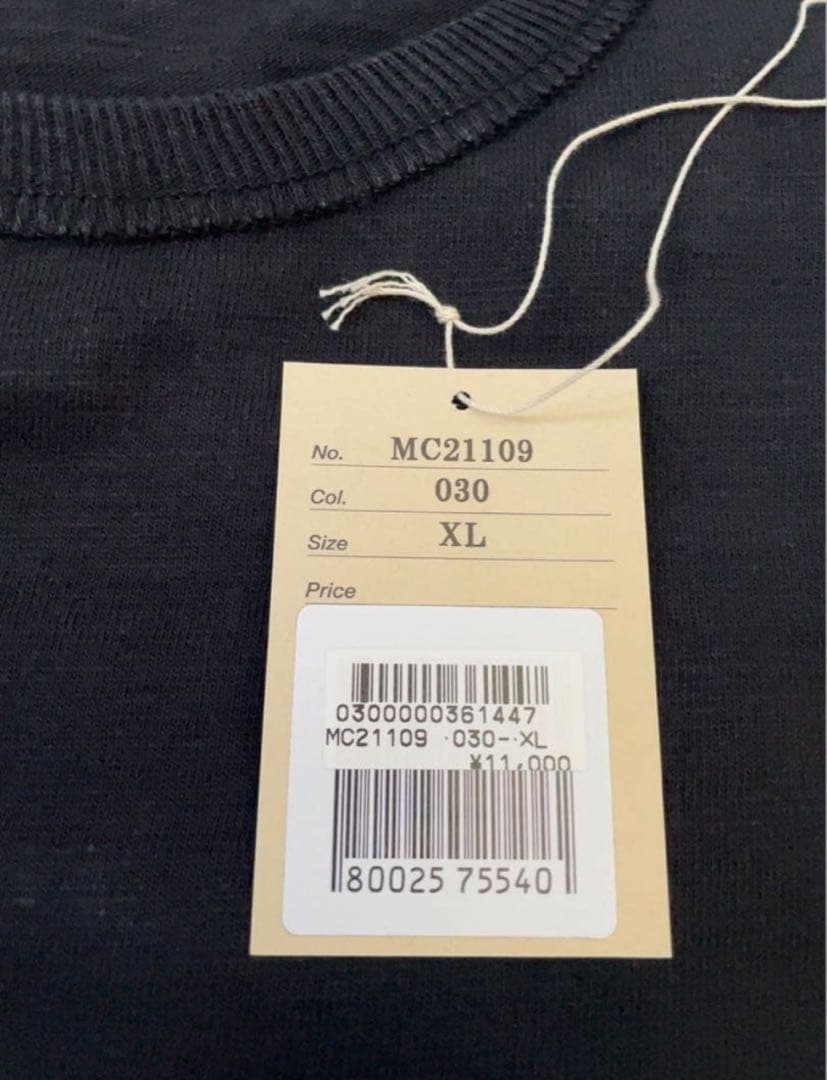 No. MC21109
Col. 030
Size XL
Price
0300000361447
MC21109 ·030-·XL
¥11,000
80025 75540